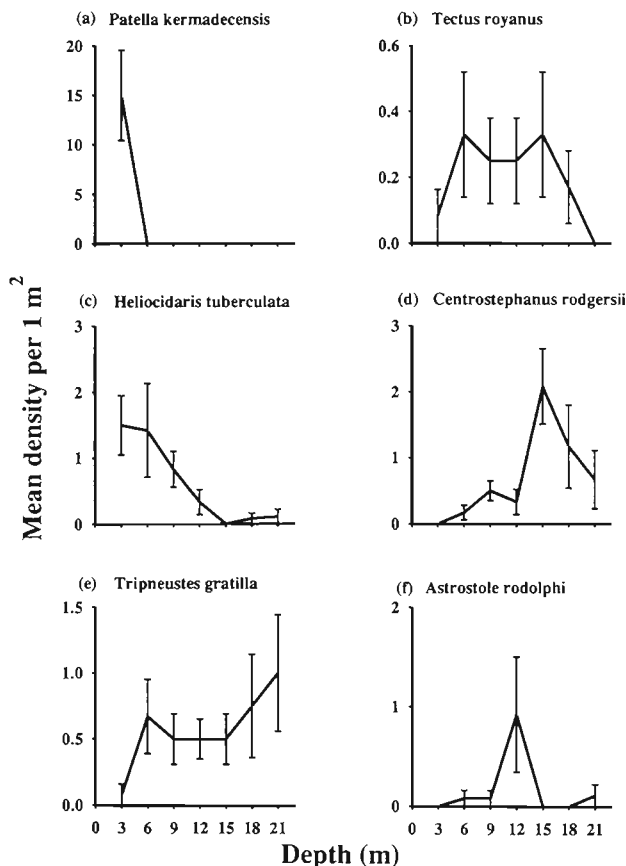 (a) Patella kermadecensis
20
15
10
5
0
(b) Tectus royanus
0.6
0.4
0.2
0.0
(c) Heliocidaris tuberculata
3
2
1
0
(d) Centrostephanus rodgersii
3
2
1
0
(e) Tripneustes gratilla
1.5
1.0
0.5
0.0
0 3 6 9 12 15 18 21
(f) Astrostole rodolphi
2
1
0
0 3 6 9 12 15 18 21
Mean density per 1 m²
Depth (m)